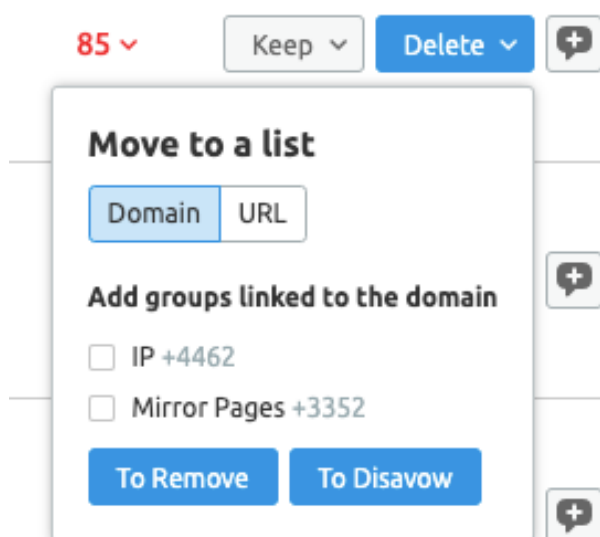 85 Keep Delete
Move to a list
Domain URL
Add groups linked to the domain
IP +4462
Mirror Pages +3352
To Remove To Disavow